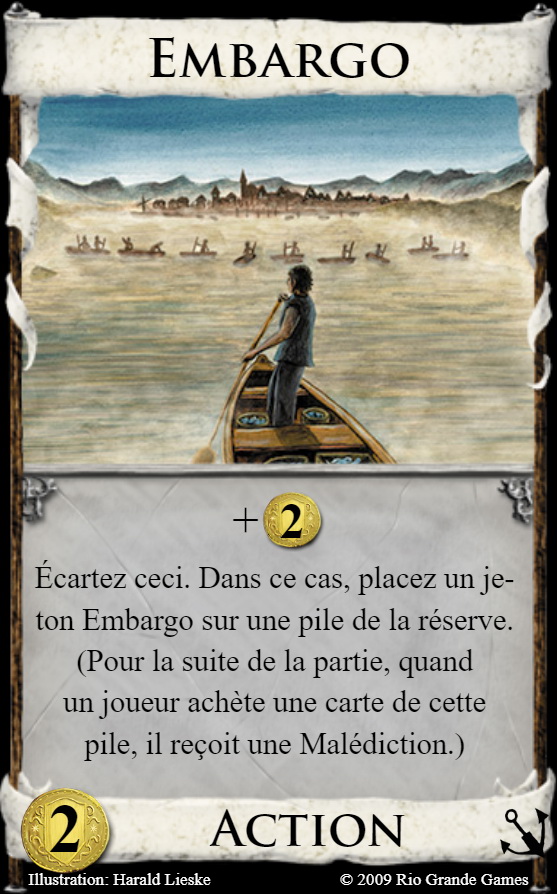 EMBARGO
+2
Écartez ceci. Dans ce cas, placez un je-
ton Embargo sur une pile de la réserve.
(Pour la suite de la partie, quand
un joueur achète une carte de cette
pile, il reçoit une Malédiction.)
2 ACTION
Illustration: Harald Lieske © 2009 Rio Grande Games